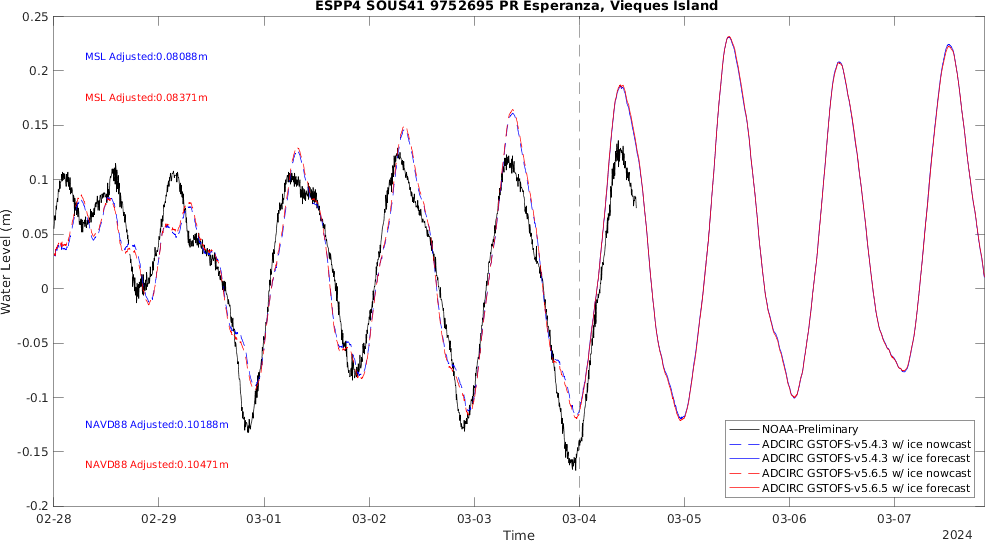 ESPP4 SOUS41 9752695 PR Esperanza, Vieques Island
0.25
0.2
0.15
0.1
0.05
0
-0.05
-0.1
-0.15
-0.2
Water Level (m)
MSL Adjusted:0.08088m
MSL Adjusted:0.08371m
NAVD88 Adjusted:0.10188m
NAVD88 Adjusted:0.10471m
NOAA-Preliminary
ADCIRC GSTOFS-v5.4.3 w/ ice nowcast
ADCIRC GSTOFS-v5.4.3 w/ ice forecast
ADCIRC GSTOFS-v5.6.5 w/ ice nowcast
ADCIRC GSTOFS-v5.6.5 w/ ice forecast
02-28 02-29 03-01 03-02 03-03 03-04 03-05 03-06 03-07
Time
2024